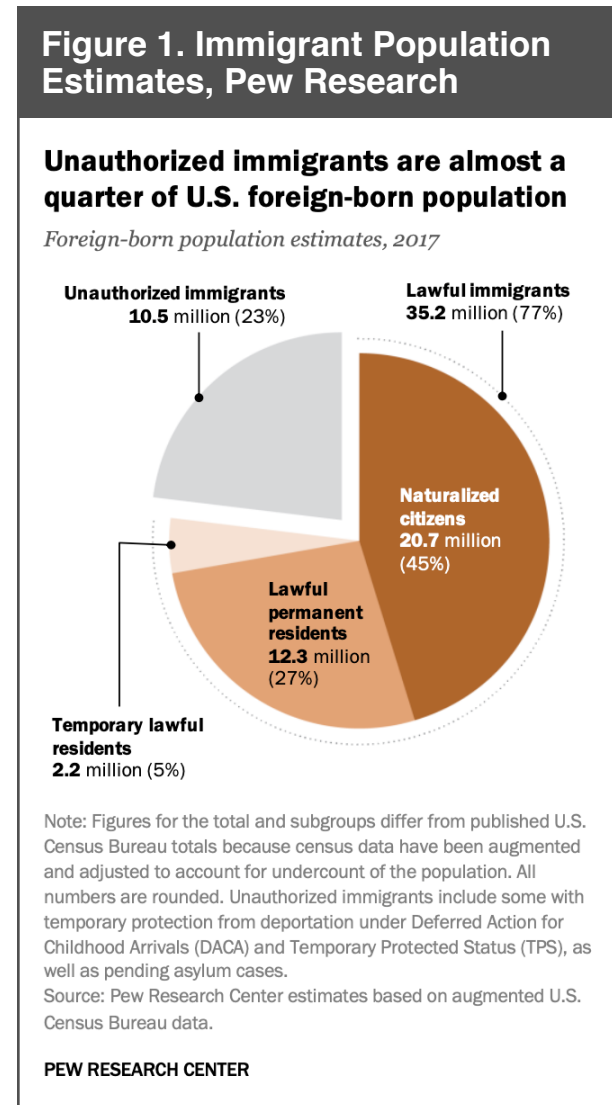 Figure 1. Immigrant Population
Estimates, Pew Research
Unauthorized immigrants are almost a
quarter of U.S. foreign-born population
Foreign-born population estimates, 2017
Unauthorized immigrants
10.5 million (23%)
Lawful immigrants
35.2 million (77%)
Naturalized
citizens
20.7 million
(45%)
Lawful
permanent
residents
12.3 million
(27%)
Temporary lawful
residents
2.2 million (5%)
Note: Figures for the total and subgroups differ from published U.S.
Census Bureau totals because census data have been augmented
and adjusted to account for undercount of the population. All
numbers are rounded. Unauthorized immigrants include some with
temporary protection from deportation under Deferred Action for
Childhood Arrivals (DACA) and Temporary Protected Status (TPS), as
well as pending asylum cases.
Source: Pew Research Center estimates based on augmented U.S.
Census Bureau data.
PEW RESEARCH CENTER